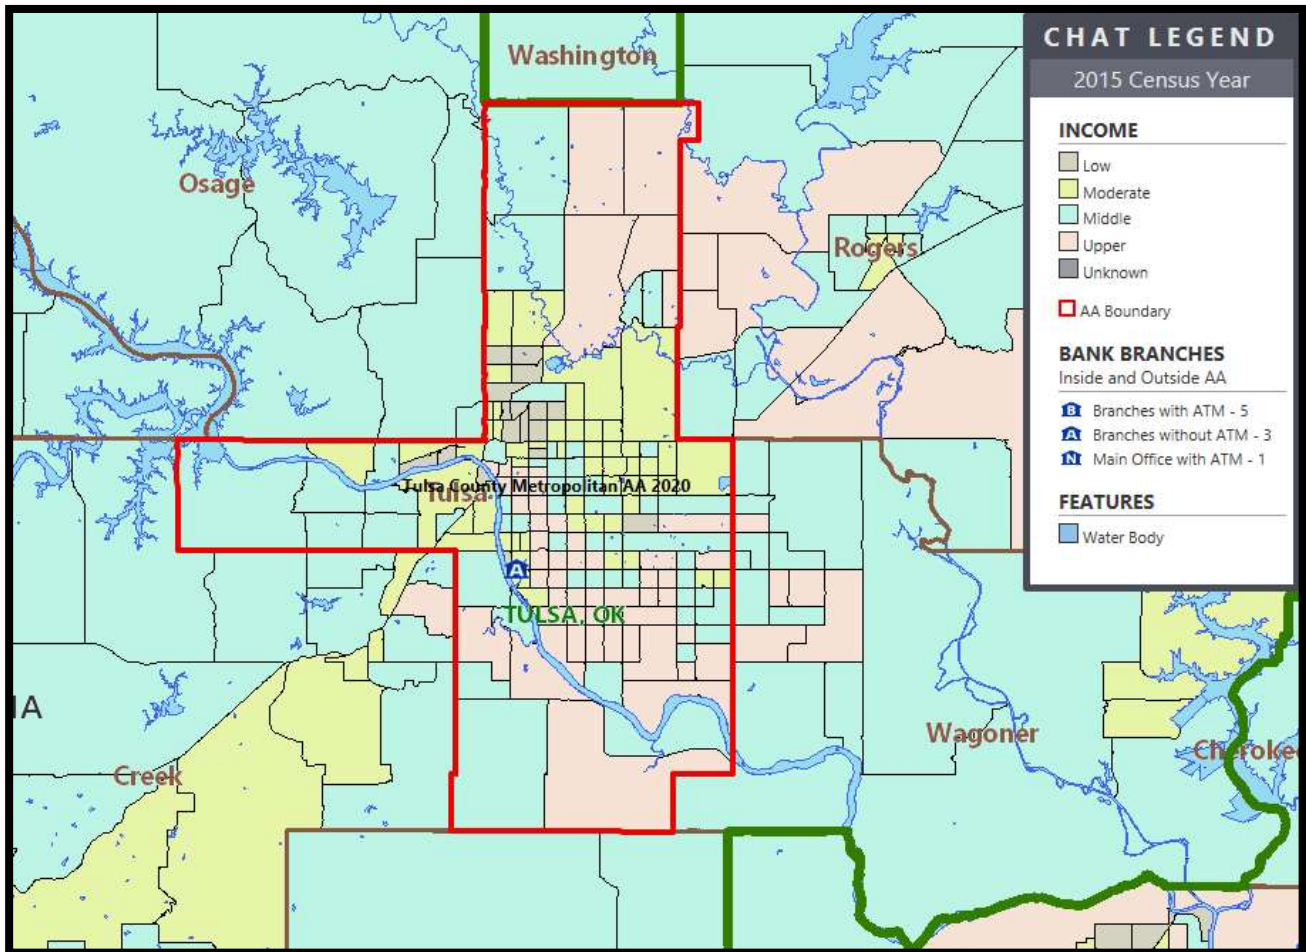 Washington
Osage
Rogers
Tulsa County Metropolitan AA 2020
Tulsa
TULSA, OK
IA
Creek
Wagoner
Cherokee
CHAT LEGEND
2015 Census Year
INCOME
Low
Moderate
Middle
Upper
Unknown
AA Boundary
BANK BRANCHES
Inside and Outside AA
B Branches with ATM - 5
A Branches without ATM - 3
N Main Office with ATM - 1
FEATURES
Water Body
A